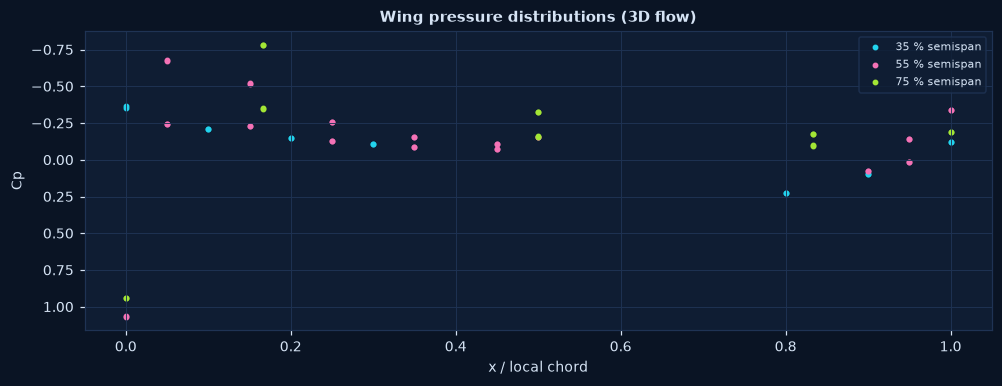 Wing pressure distributions (3D flow)
35 % semispan
55 % semispan
75 % semispan
−0.75
−0.50
−0.25
0.00
0.25
0.50
0.75
1.00
Cp
0.0 0.2 0.4 0.6 0.8 1.0
x / local chord